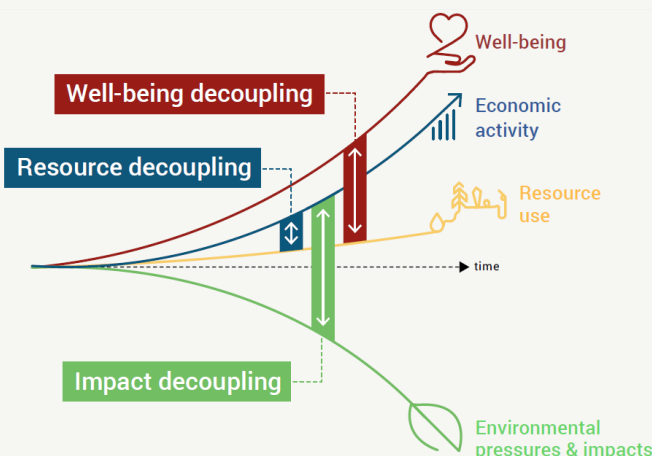 Well-being
Well-being decoupling
Economic
activity
Resource decoupling
Resource
use
time
Impact decoupling
Environmental
pressures & impacts